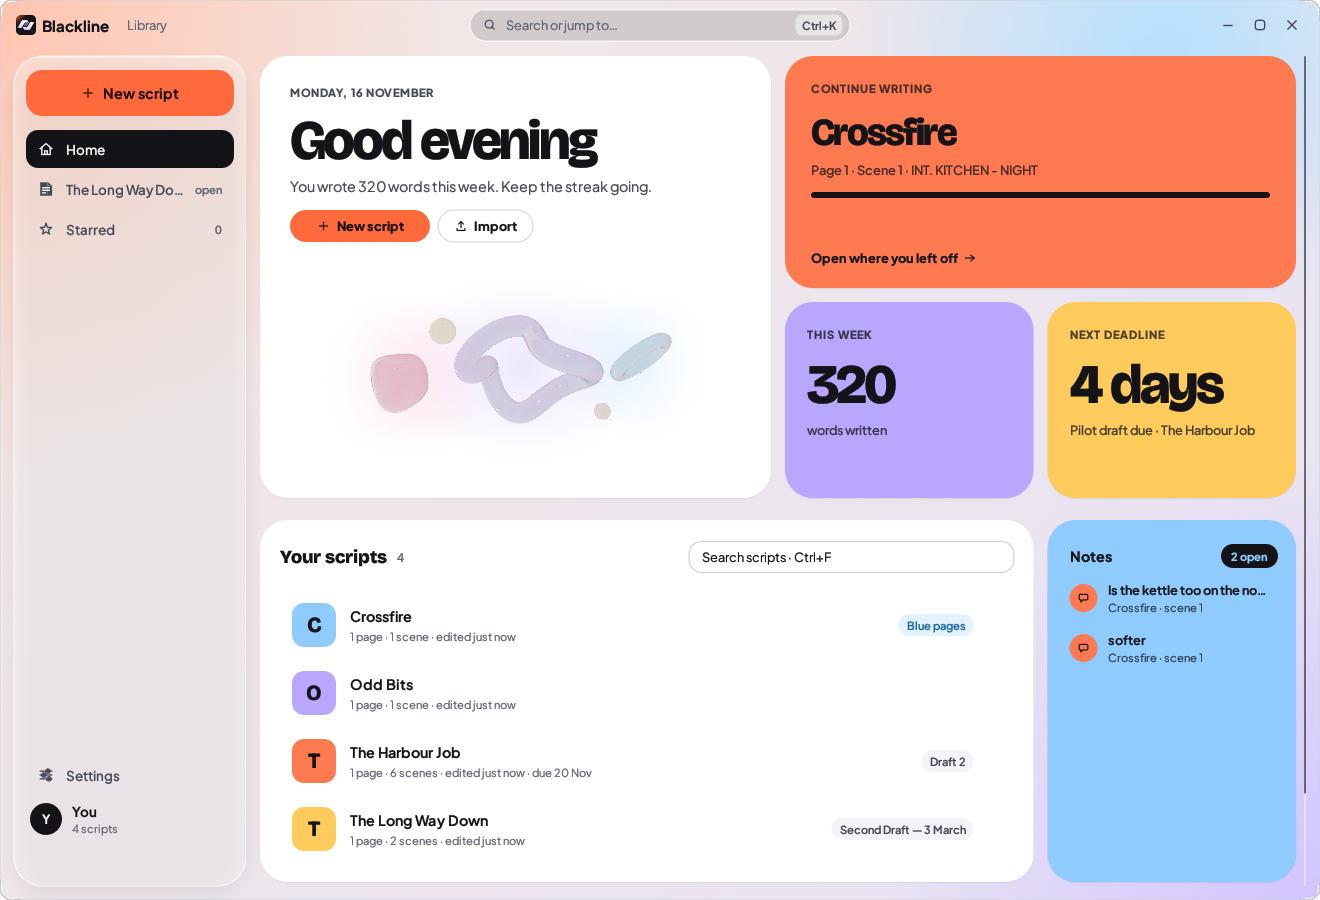 Blackline
Library
Search or jump to...
Ctrl+K
New script
Home
The Long Way Do...
open
Starred
0
Settings
Y
You
4 scripts
MONDAY, 16 NOVEMBER
Good evening
You wrote 320 words this week. Keep the streak going.
New script
Import
CONTINUE WRITING
Crossfire
Page 1 · Scene 1 · INT. KITCHEN - NIGHT
Open where you left off →
THIS WEEK
320
words written
NEXT DEADLINE
4 days
Pilot draft due · The Harbour Job
Your scripts 4
Search scripts · Ctrl+F
C
Crossfire
1 page · 1 scene · edited just now
Blue pages
O
Odd Bits
1 page · 1 scene · edited just now
T
The Harbour Job
1 page · 6 scenes · edited just now · due 20 Nov
Draft 2
T
The Long Way Down
1 page · 2 scenes · edited just now
Second Draft — 3 March
Notes
2 open
Is the kettle too on the no...
Crossfire · scene 1
softer
Crossfire · scene 1